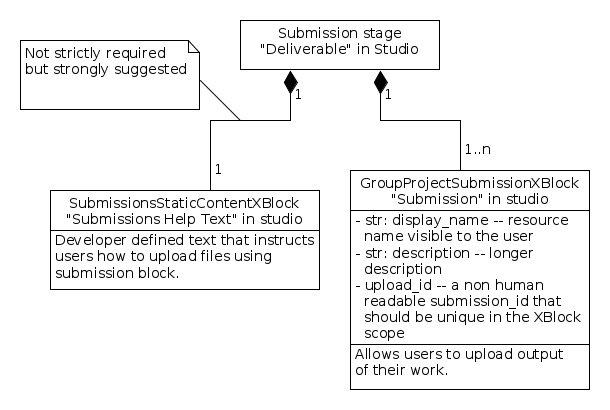 Submission stage
"Deliverable" in Studio
Not strictly required
but strongly suggested
1
1
1
1..n
SubmissionsStaticContentXBlock
"Submissions Help Text" in studio
Developer defined text that instructs
users how to upload files using
submission block.
GroupProjectSubmissionXBlock
"Submission" in studio
- str: display_name -- resource
name visible to the user
- str: description -- longer
description
- upload_id -- a non human
readable submission_id that
should be unique in the XBlock
scope
Allows users to upload output
of their work.